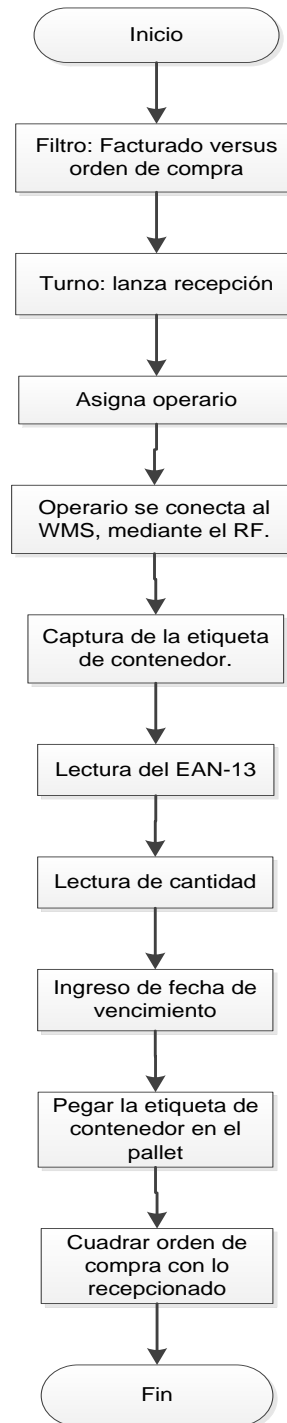 Inicio
Filtro: Facturado versus
orden de compra
Turno: lanza recepción
Asigna operario
Operario se conecta al
WMS, mediante el RF.
Captura de la etiqueta
de contenedor.
Lectura del EAN-13
Lectura de cantidad
Ingreso de fecha de
vencimiento
Pegar la etiqueta de
contenedor en el
pallet
Cuadrar orden de
compra con lo
recepcionado
Fin